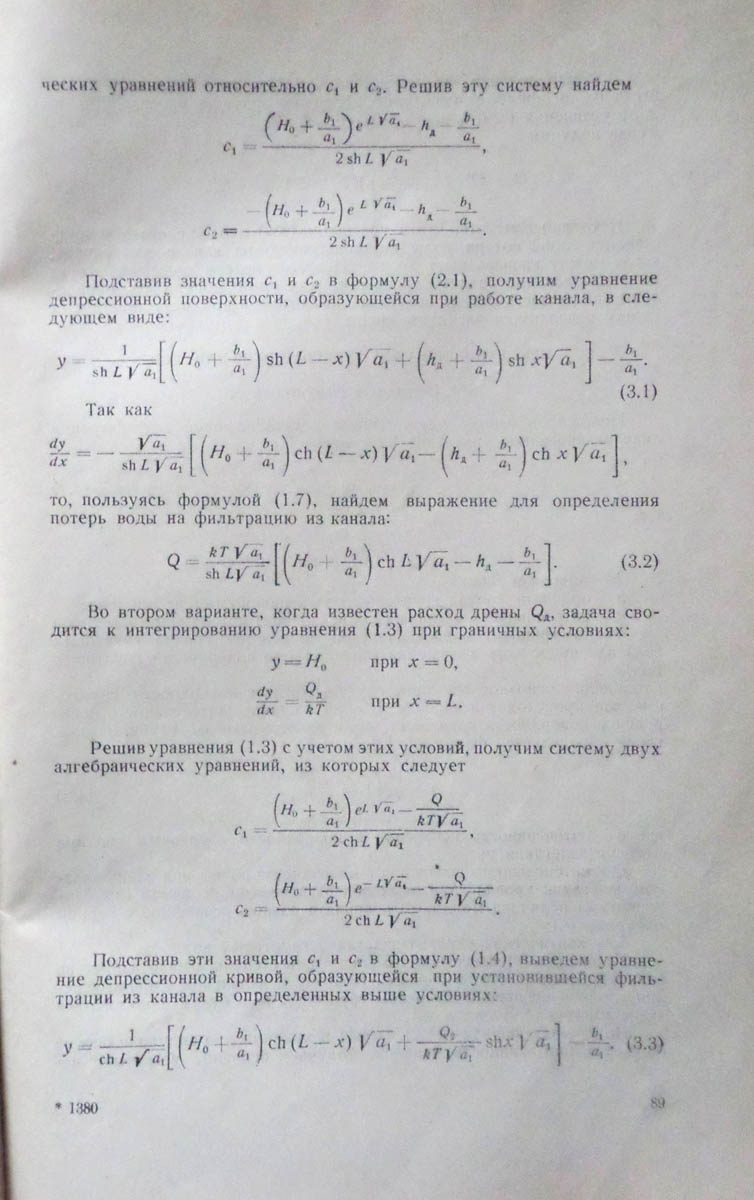 ческих уравнений относительно c₁ и c₂. Решив эту систему найдем
c₁ = ((H₀ + b₁/a₁) e^(L√a₁) − h_д − b₁/a₁) / (2 sh L √a₁),
c₂ = (−(H₀ + b₁/a₁) e^(L√a₁) − h_д − b₁/a₁) / (2 sh L √a₁).
Подставив значения c₁ и c₂ в формулу (2.1), получим уравнение
депрессионной поверхности, образующейся при работе канала, в сле-
дующем виде:
y = 1/(sh L √a₁) [(H₀ + b₁/a₁) sh (L − x) √a₁ + (h_д + b₁/a₁) sh x√a₁] − b₁/a₁.
(3.1)
Так как
dy/dx = − √a₁/(sh L √a₁) [(H₀ + b₁/a₁) ch (L − x) √a₁ − (h_д + b₁/a₁) ch x √a₁],
то, пользуясь формулой (1.7), найдем выражение для определения
потерь воды на фильтрацию из канала:
Q = kT √a₁/(sh L√a₁) [(H₀ + b₁/a₁) ch L √a₁ − h_д − b₁/a₁]. (3.2)
Во втором варианте, когда известен расход дрены Q_д, задача сво-
дится к интегрированию уравнения (1.3) при граничных условиях:
y = H₀ при x = 0,
dy/dx = Q_д/kT при x = L.
Решив уравнения (1.3) с учетом этих условий, получим систему двух
алгебраических уравнений, из которых следует
c₁ = ((H₀ + b₁/a₁) e^(L√a₁) − Q/(kT√a₁)) / (2 ch L √a₁),
c₂ = ((H₀ + b₁/a₁) e^(−L√a₁) − Q/(kT√a₁)) / (2 ch L √a₁).
Подставив эти значения c₁ и c₂ в формулу (1.4), выведем уравне-
ние депрессионной кривой, образующейся при установившейся филь-
трации из канала в определенных выше условиях:
y = 1/(ch L √a₁) [(H₀ + b₁/a₁) ch (L − x) √a₁ + Q₂/(kT√a₁) shx √a₁] − b₁/a₁. (3.3)
* 1380 89